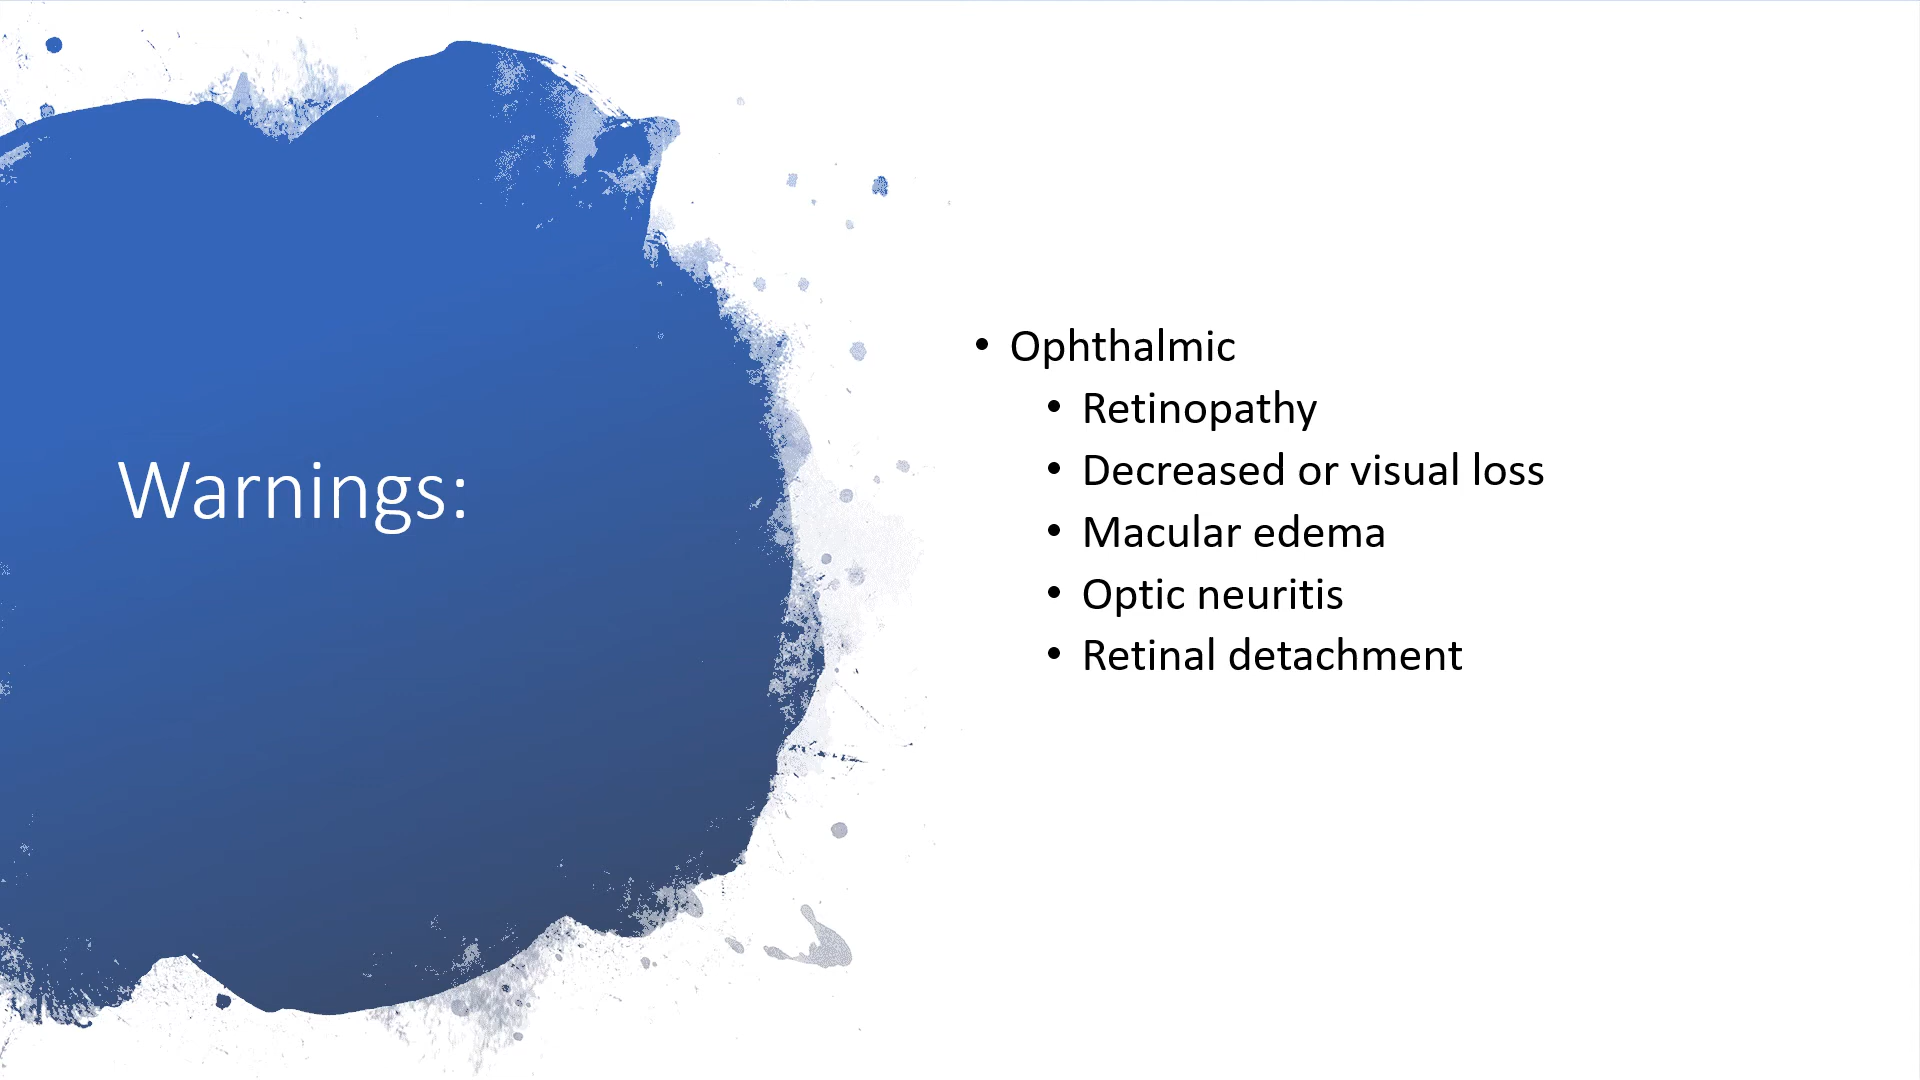 Warnings:
• Ophthalmic
• Retinopathy
• Decreased or visual loss
• Macular edema
• Optic neuritis
• Retinal detachment